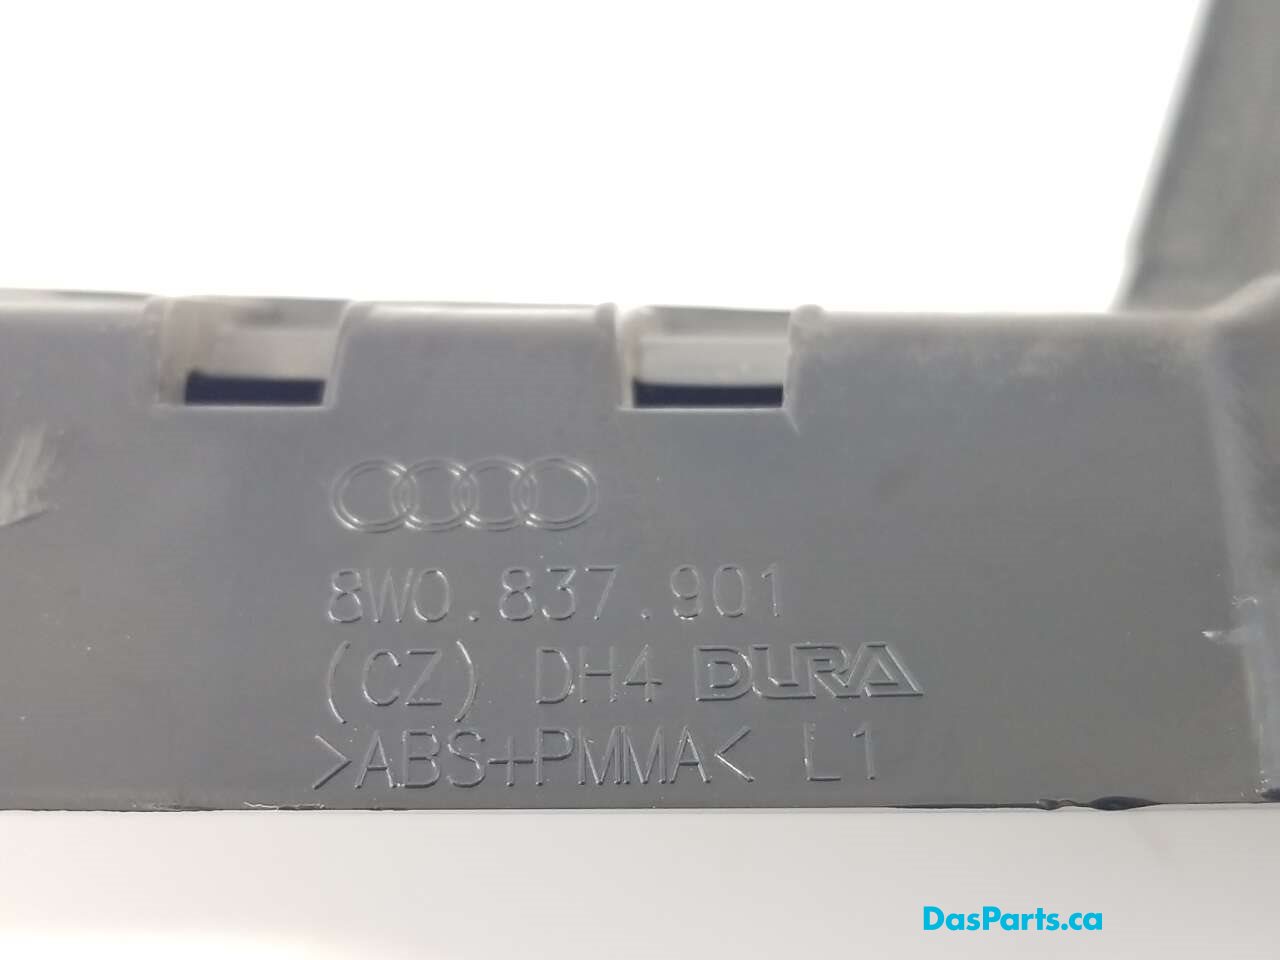 8W0.837.901
(CZ) DH4 DURA
>ABS+PMMA< L1
DasParts.ca